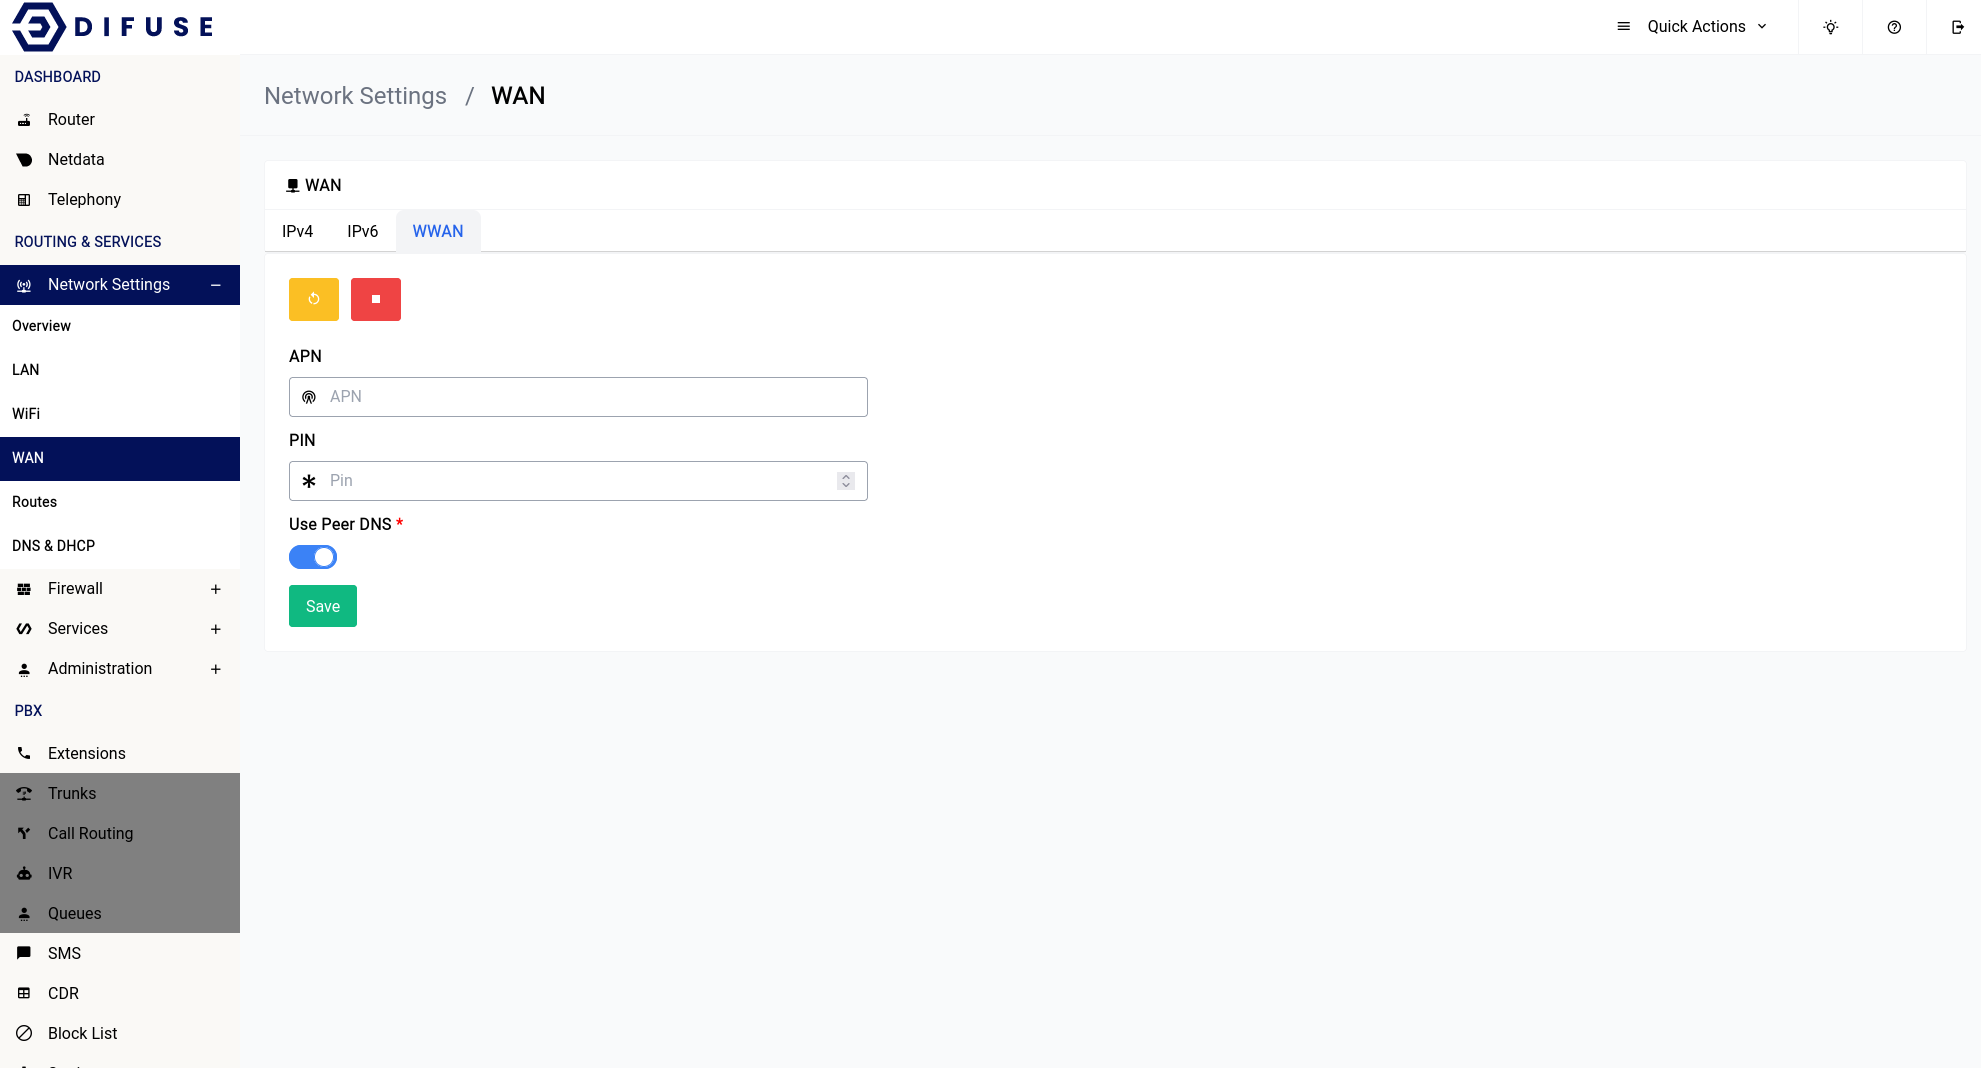 DIFUSE
Quick Actions
DASHBOARD
Router
Netdata
Telephony
ROUTING & SERVICES
Network Settings
Overview
LAN
WiFi
WAN
Routes
DNS & DHCP
Firewall
Services
Administration
PBX
Extensions
Trunks
Call Routing
IVR
Queues
SMS
CDR
Block List
Network Settings / WAN
WAN
IPv4 IPv6 WWAN
APN
APN
PIN
Pin
Use Peer DNS *
Save